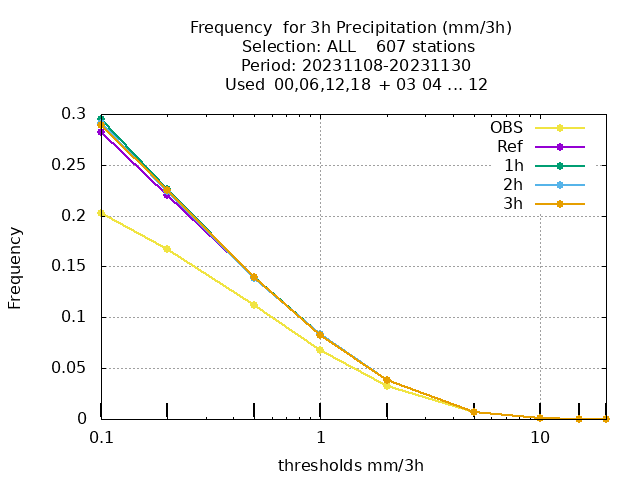 Frequency  for 3h Precipitation (mm/3h)
Selection: ALL    607 stations
Period: 20231108-20231130
Used  00,06,12,18  + 03 04 ... 12
0.3
0.25
0.2
0.15
0.1
0.05
0
Frequency
OBS
Ref
1h
2h
3h
0.1
1
10
thresholds mm/3h